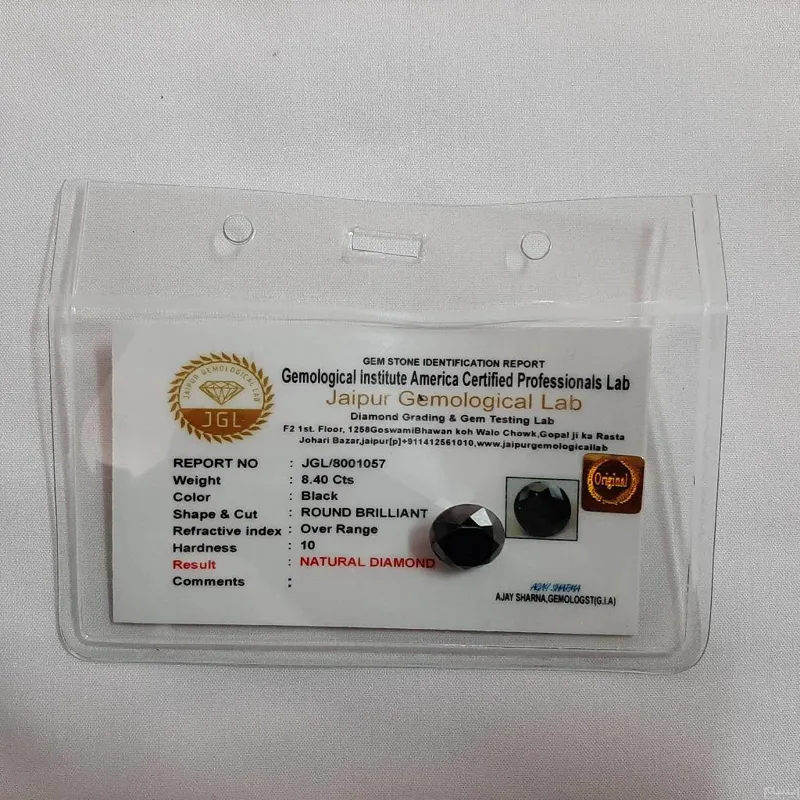 GEM STONE IDENTIFICATION REPORT
Gemological Institute America Certified Professionals Lab
Jaipur Gemological Lab
Diamond Grading & Gem Testing Lab
F2 1st. Floor, 1258GoswamiBhawan koh Walo Chowk,Gopal ji ka Rasta
Johari Bazar,jaipur[p]+911412561010,www.jaipurgemologicallab
JAIPUR GEMOLOGICAL LAB
JGL
REPORT NO : JGL/8001057
Weight : 8.40 Cts
Color : Black
Shape & Cut : ROUND BRILLIANT
Refractive index : Over Range
Hardness : 10
Result : NATURAL DIAMOND
Comments :
Original
AJAY SHARNA
AJAY SHARNA,GEMOLOGST(G.I.A)